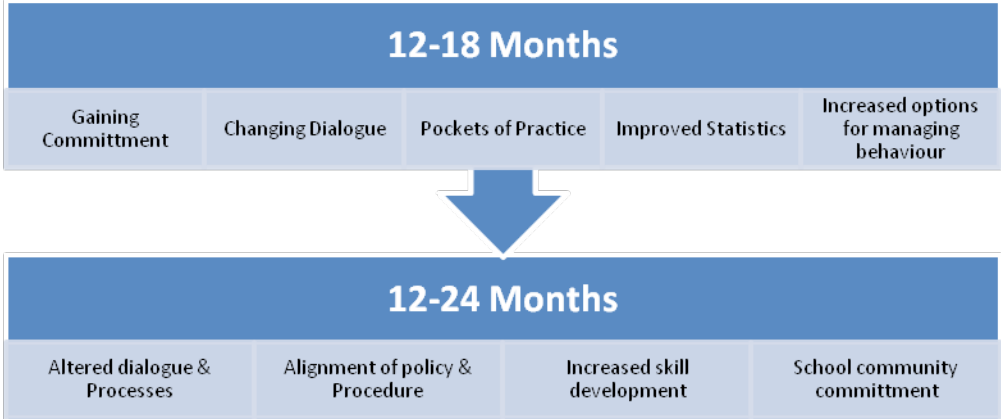 12-18 Months
Gaining
Committment
Changing Dialogue
Pockets of Practice
Improved Statistics
Increased options
for managing
behaviour
12-24 Months
Altered dialogue &
Processes
Alignment of policy &
Procedure
Increased skill
development
School community
committment